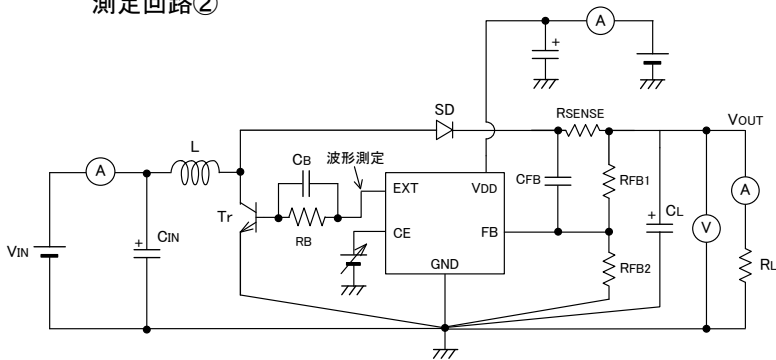 測定回路②
A
SD
RSENSE
VOUT
L
CB
波形測定
A
EXT
VDD
CFB
RFB1
A
Tr
RB
CE
FB
CL
V
VIN
CIN
GND
RFB2
RL